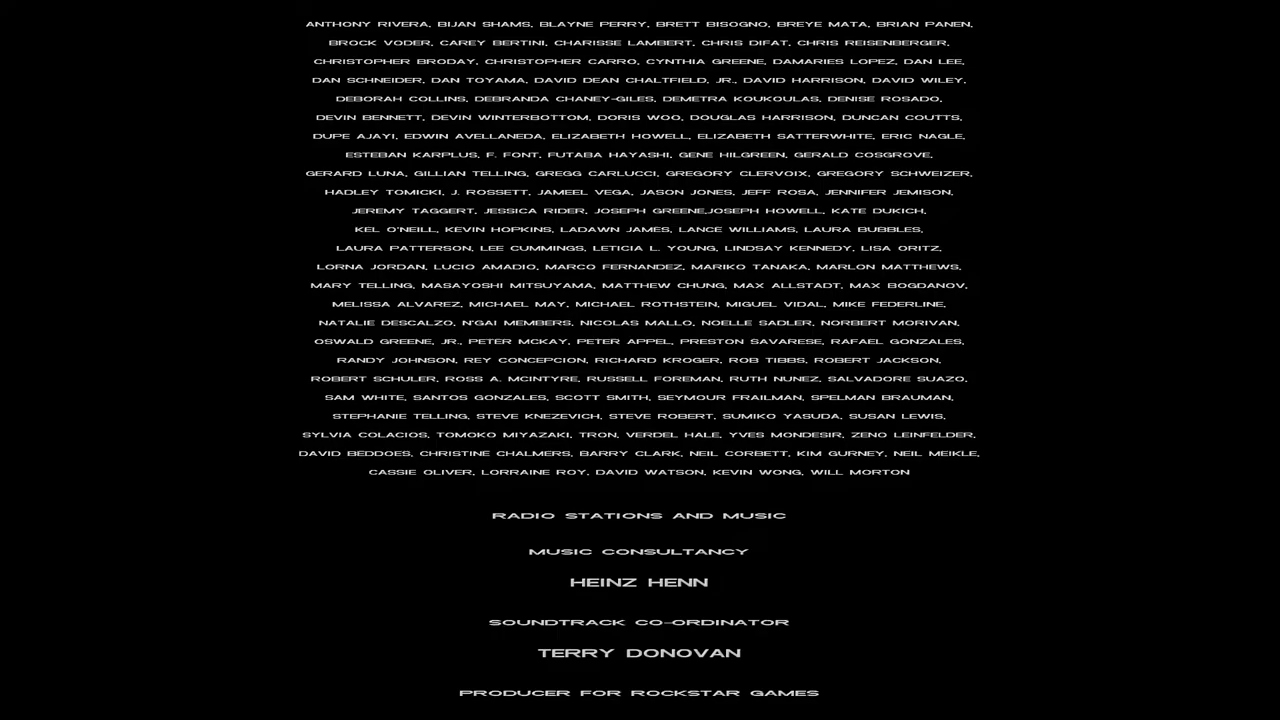 ANTHONY RIVERA, BIJAN SHAMS, BLAYNE PERRY, BRETT BISOGNO, BREYE MATA, BRIAN PANEN,
BROCK VODER, CAREY BERTINI, CHARISSE LAMBERT, CHRIS DIFAT, CHRIS REISENBERGER,
CHRISTOPHER BRODAY, CHRISTOPHER CARRO, CYNTHIA GREENE, DAMARIES LOPEZ, DAN LEE,
DAN SCHNEIDER, DAN TOYAMA, DAVID DEAN CHALTFIELD, JR., DAVID HARRISON, DAVID WILEY,
DEBORAH COLLINS, DEBRANDA CHANEY-GILES, DEMETRA KOUKOULAS, DENISE ROSADO,
DEVIN BENNETT, DEVIN WINTERBOTTOM, DORIS WOO, DOUGLAS HARRISON, DUNCAN COUTTS,
DUPE AJAYI, EDWIN AVELLANEDA, ELIZABETH HOWELL, ELIZABETH SATTERWHITE, ERIC NAGLE,
ESTEBAN KARPLUS, F. FONT, FUTABA HAYASHI, GENE HILGREEN, GERALD COSGROVE,
GERARD LUNA, GILLIAN TELLING, GREGG CARLUCCI, GREGORY CLERVOIX, GREGORY SCHWEIZER,
HADLEY TOMICKI, J. ROSSETT, JAMEEL VEGA, JASON JONES, JEFF ROSA, JENNIFER JEMISON,
JEREMY TAGGERT, JESSICA RIDER, JOSEPH GREENE,JOSEPH HOWELL, KATE DUKICH,
KEL O'NEILL, KEVIN HOPKINS, LADAWN JAMES, LANCE WILLIAMS, LAURA BUBBLES,
LAURA PATTERSON, LEE CUMMINGS, LETICIA L. YOUNG, LINDSAY KENNEDY, LISA ORITZ,
LORNA JORDAN, LUCIO AMADIO, MARCO FERNANDEZ, MARIKO TANAKA, MARLON MATTHEWS,
MARY TELLING, MASAYOSHI MITSUYAMA, MATTHEW CHUNG, MAX ALLSTADT, MAX BOGDANOV,
MELISSA ALVAREZ, MICHAEL MAY, MICHAEL ROTHSTEIN, MIGUEL VIDAL, MIKE FEDERLINE,
NATALIE DESCALZO, N'GAI MEMBERS, NICOLAS MALLO, NOELLE SADLER, NORBERT MORIVAN,
OSWALD GREENE, JR., PETER MCKAY, PETER APPEL, PRESTON SAVARESE, RAFAEL GONZALES,
RANDY JOHNSON, REY CONCEPCION, RICHARD KROGER, ROB TIBBS, ROBERT JACKSON,
ROBERT SCHULER, ROSS A. MCINTYRE, RUSSELL FOREMAN, RUTH NUNEZ, SALVADORE SUAZO,
SAM WHITE, SANTOS GONZALES, SCOTT SMITH, SEYMOUR FRAILMAN, SPELMAN BRAUMAN,
STEPHANIE TELLING, STEVE KNEZEVICH, STEVE ROBERT, SUMIKO YASUDA, SUSAN LEWIS,
SYLVIA COLACIOS, TOMOKO MIYAZAKI, TRON, VERDEL HALE, YVES MONDESIR, ZENO LEINFELDER,
DAVID BEDDOES, CHRISTINE CHALMERS, BARRY CLARK, NEIL CORBETT, KIM GURNEY, NEIL MEIKLE,
CASSIE OLIVER, LORRAINE ROY, DAVID WATSON, KEVIN WONG, WILL MORTON
RADIO STATIONS AND MUSIC
MUSIC CONSULTANCY
HEINZ HENN
SOUNDTRACK CO-ORDINATOR
TERRY DONOVAN
PRODUCER FOR ROCKSTAR GAMES